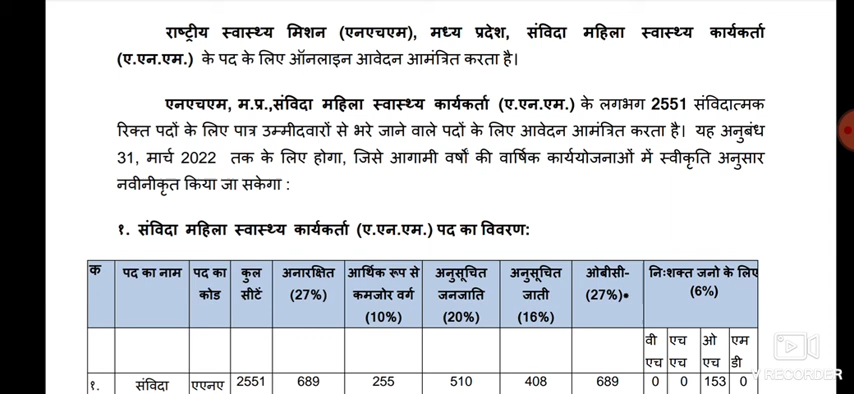 राष्ट्रीय स्वास्थ्य मिशन (एनएचएम), मध्य प्रदेश, संविदा महिला स्वास्थ्य कार्यकर्ता
(ए.एन.एम.) के पद के लिए ऑनलाइन आवेदन आमंत्रित करता है।
एनएचएम, म.प्र.,संविदा महिला स्वास्थ्य कार्यकर्ता (ए.एन.एम.) के लगभग 2551 संविदात्मक
रिक्त पदों के लिए पात्र उम्मीदवारों से भरे जाने वाले पदों के लिए आवेदन आमंत्रित करता है। यह अनुबंध
31, मार्च 2022 तक के लिए होगा, जिसे आगामी वर्षों की वार्षिक कार्ययोजनाओं में स्वीकृति अनुसार
नवीनीकृत किया जा सकेगा :
१. संविदा महिला स्वास्थ्य कार्यकर्ता (ए.एन.एम.) पद का विवरण:
क पद का नाम पद का कुल अनारक्षित आर्थिक रूप से अनुसूचित अनुसूचित ओबीसी- निःशक्त जनो के लिए
कोड सीटें (27%) कमजोर वर्ग जनजाति जाती (27%)• (6%)
(10%) (20%) (16%)
वी एच ओ एम
एच एच एच डी
१. संविदा एएनए 2551 689 255 510 408 689 0 0 153 0
V RECORDER